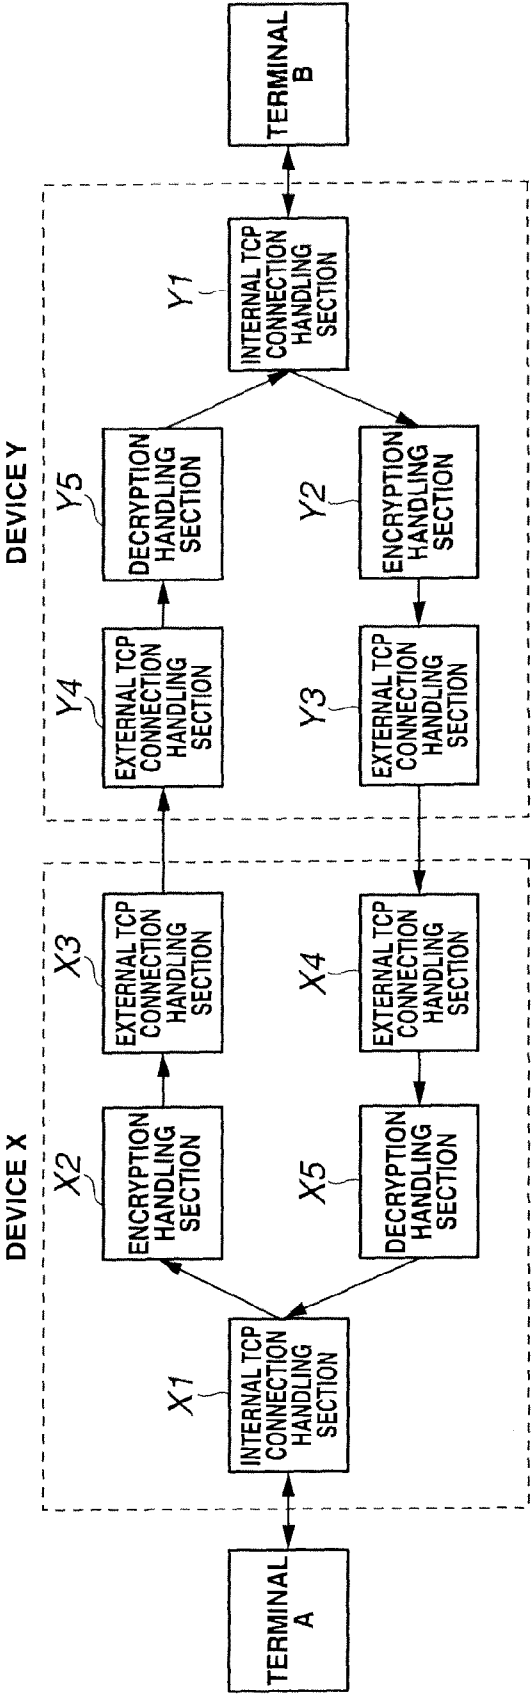 DEVICE X
DEVICE Y
X2
X3
Y4
Y5
ENCRYPTION
HANDLING
SECTION
EXTERNAL TCP
CONNECTION
HANDLING
SECTION
EXTERNAL TCP
CONNECTION
HANDLING
SECTION
DECRYPTION
HANDLING
SECTION
X1
Y1
TERMINAL
A
INTERNAL TCP
CONNECTION
HANDLING
SECTION
INTERNAL TCP
CONNECTION
HANDLING
SECTION
TERMINAL
B
X5
X4
Y3
Y2
DECRYPTION
HANDLING
SECTION
EXTERNAL TCP
CONNECTION
HANDLING
SECTION
EXTERNAL TCP
CONNECTION
HANDLING
SECTION
ENCRYPTION
HANDLING
SECTION